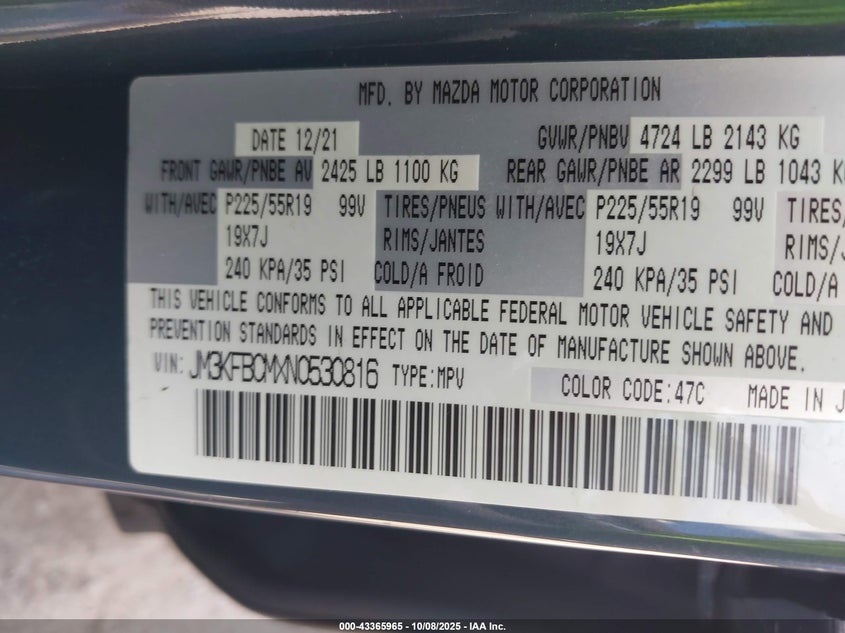 MFD. BY MAZDA MOTOR CORPORATION
DATE 12/21 GVWR/PNBV 4724 LB 2143 KG
FRONT GAWR/PNBE AV 2425 LB 1100 KG REAR GAWR/PNBE AR 2299 LB 1043 K
WITH/AVEC P225/55R19 99V TIRES/PNEUS WITH/AVEC P225/55R19 99V TIRES/
19X7J RIMS/JANTES 19X7J RIMS/J
240 KPA/35 PSI COLD/A FROID 240 KPA/35 PSI COLD/A
THIS VEHICLE CONFORMS TO ALL APPLICABLE FEDERAL MOTOR VEHICLE SAFETY AND
PREVENTION STANDARDS IN EFFECT ON THE DATE OF MANUFACTURE SHOWN ABOVE.
VIN: JM3KFBCMXN0530816 TYPE:MPV COLOR CODE:47C MADE IN J
000-43365965 - 10/08/2025 - IAA Inc.